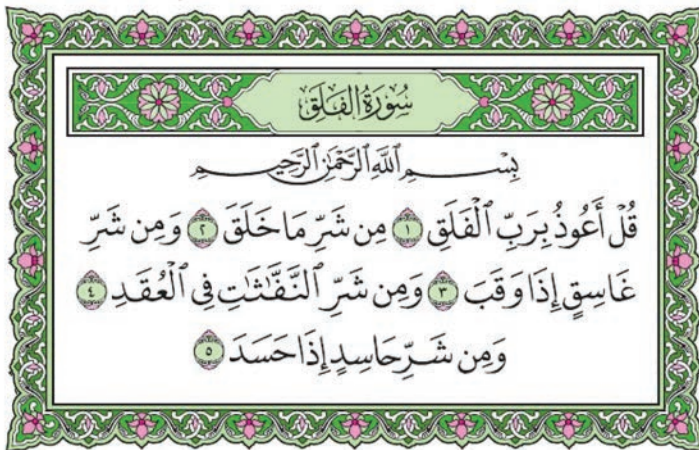 سُورَةُ الفَلَقِ
بِسْمِ ٱللَّهِ ٱلرَّحْمَٰنِ ٱلرَّحِيمِ
قُلْ أَعُوذُ بِرَبِّ ٱلْفَلَقِ ١ مِن شَرِّ مَا خَلَقَ ٢ وَمِن شَرِّ
غَاسِقٍ إِذَا وَقَبَ ٣ وَمِن شَرِّ ٱلنَّفَّٰثَٰتِ فِى ٱلْعُقَدِ ٤
وَمِن شَرِّ حَاسِدٍ إِذَا حَسَدَ ٥